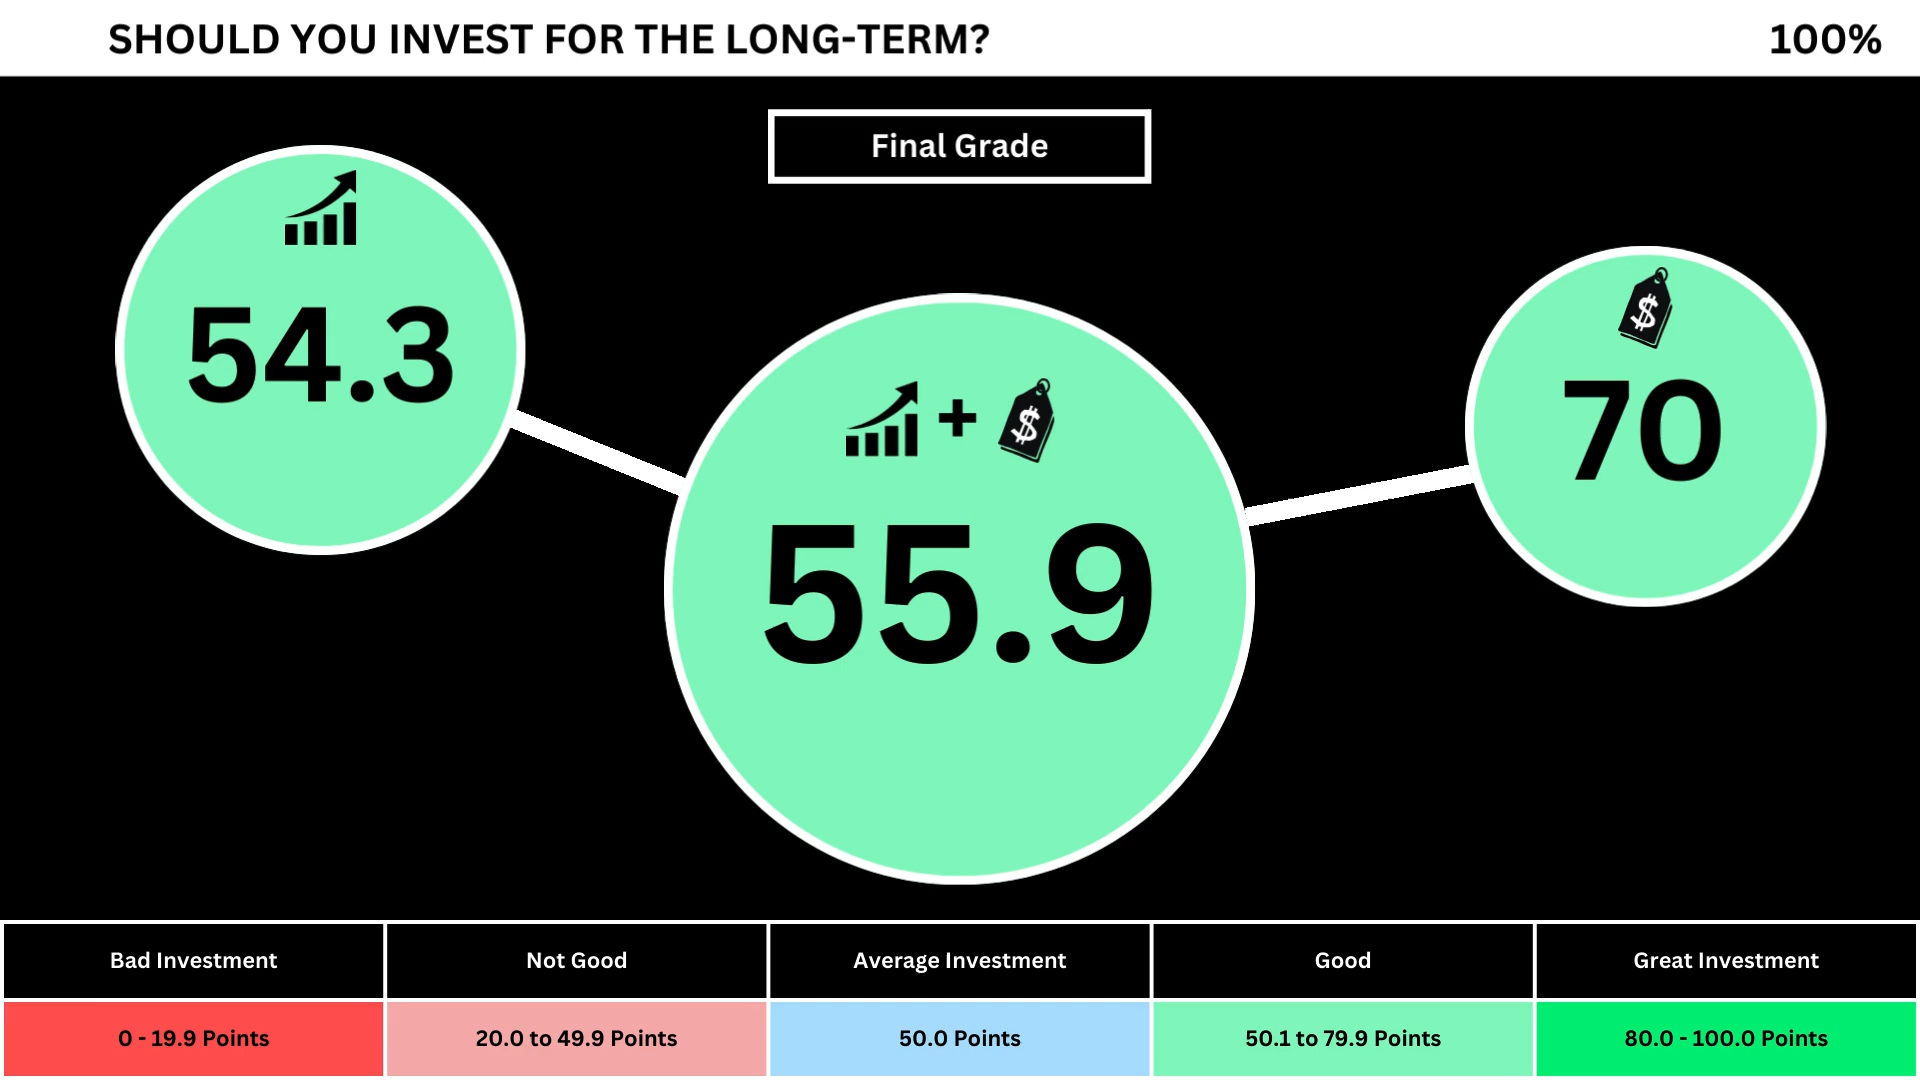 SHOULD YOU INVEST FOR THE LONG-TERM?
100%
Final Grade
54.3
$
70
$
+
55.9
Bad Investment
Not Good
Average Investment
Good
Great Investment
0 - 19.9 Points
20.0 to 49.9 Points
50.0 Points
50.1 to 79.9 Points
80.0 - 100.0 Points